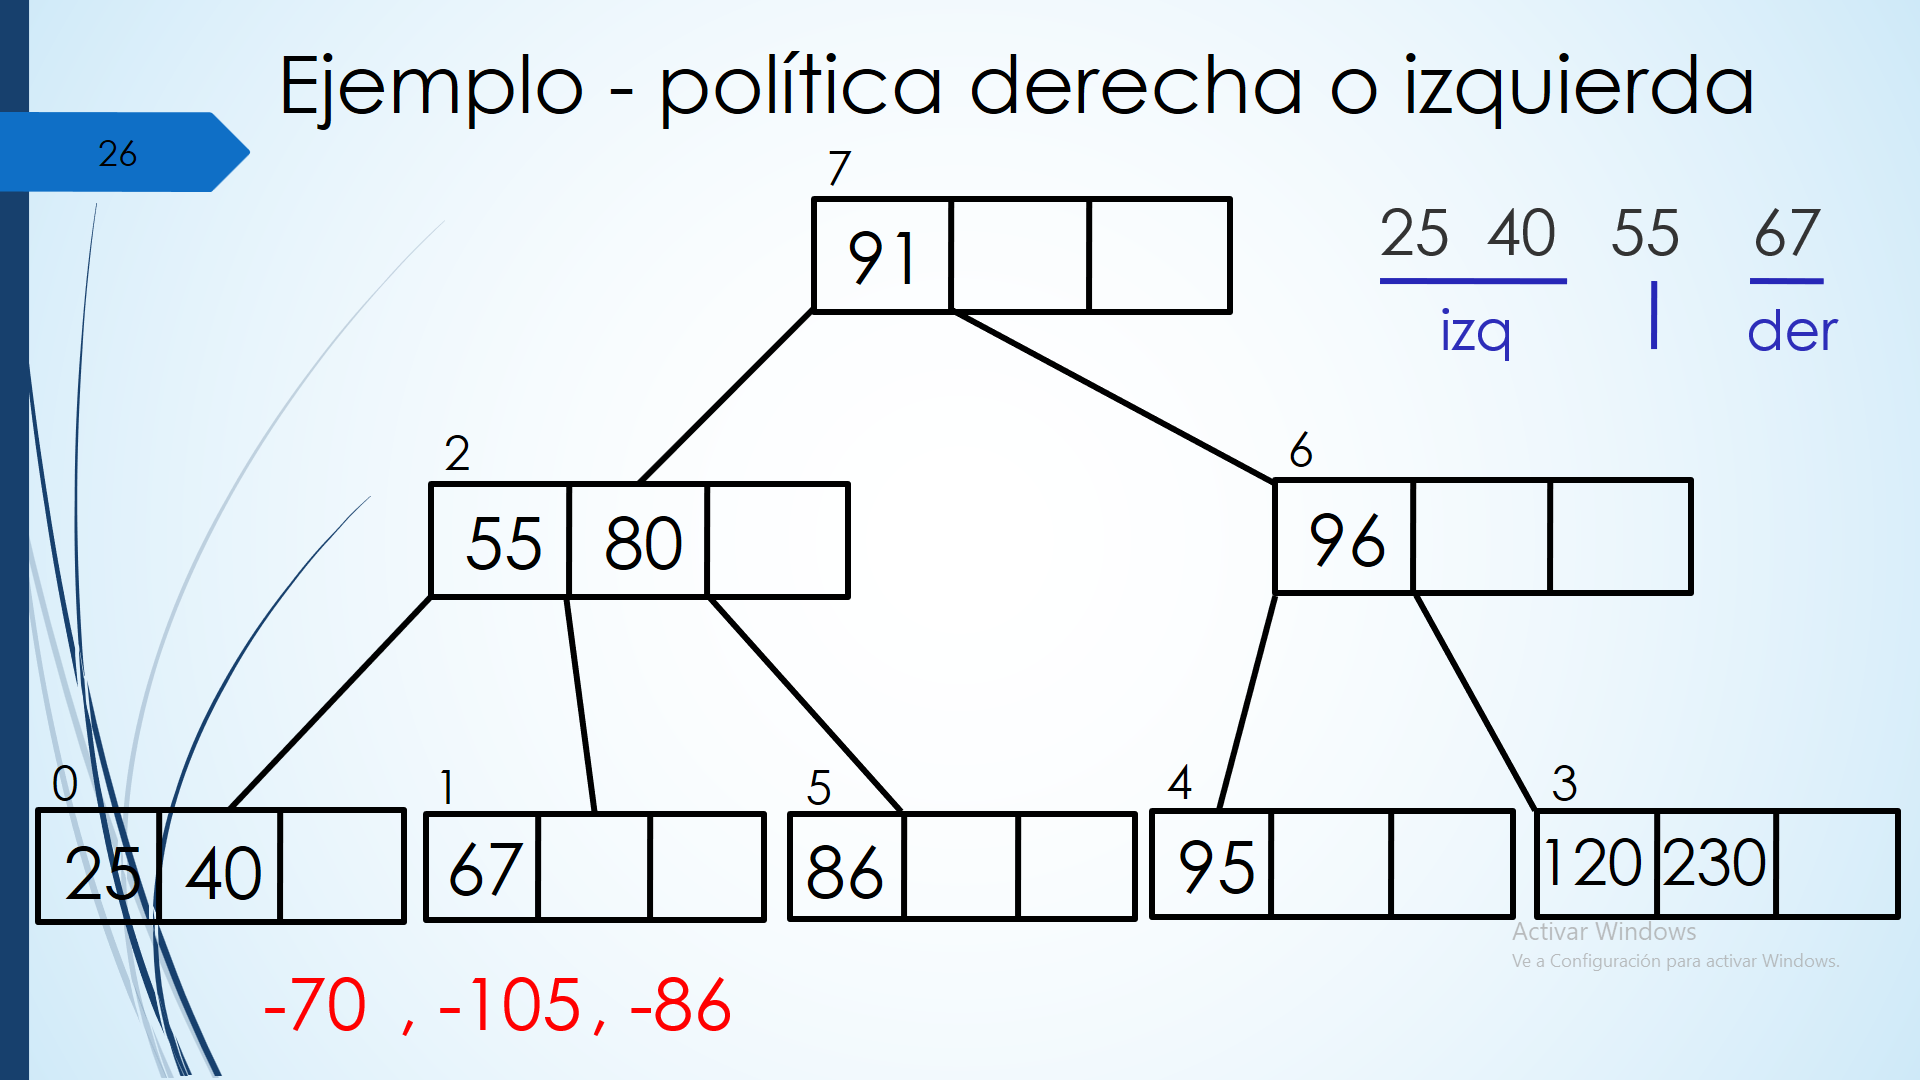 Ejemplo - política derecha o izquierda
26
7
91
25 40 55 67
izq | der
2
55 80
6
96
0
25 40
1
67
5
86
4
95
3
120 230
Activar Windows
Ve a Configuración para activar Windows.
-70 , -105, -86